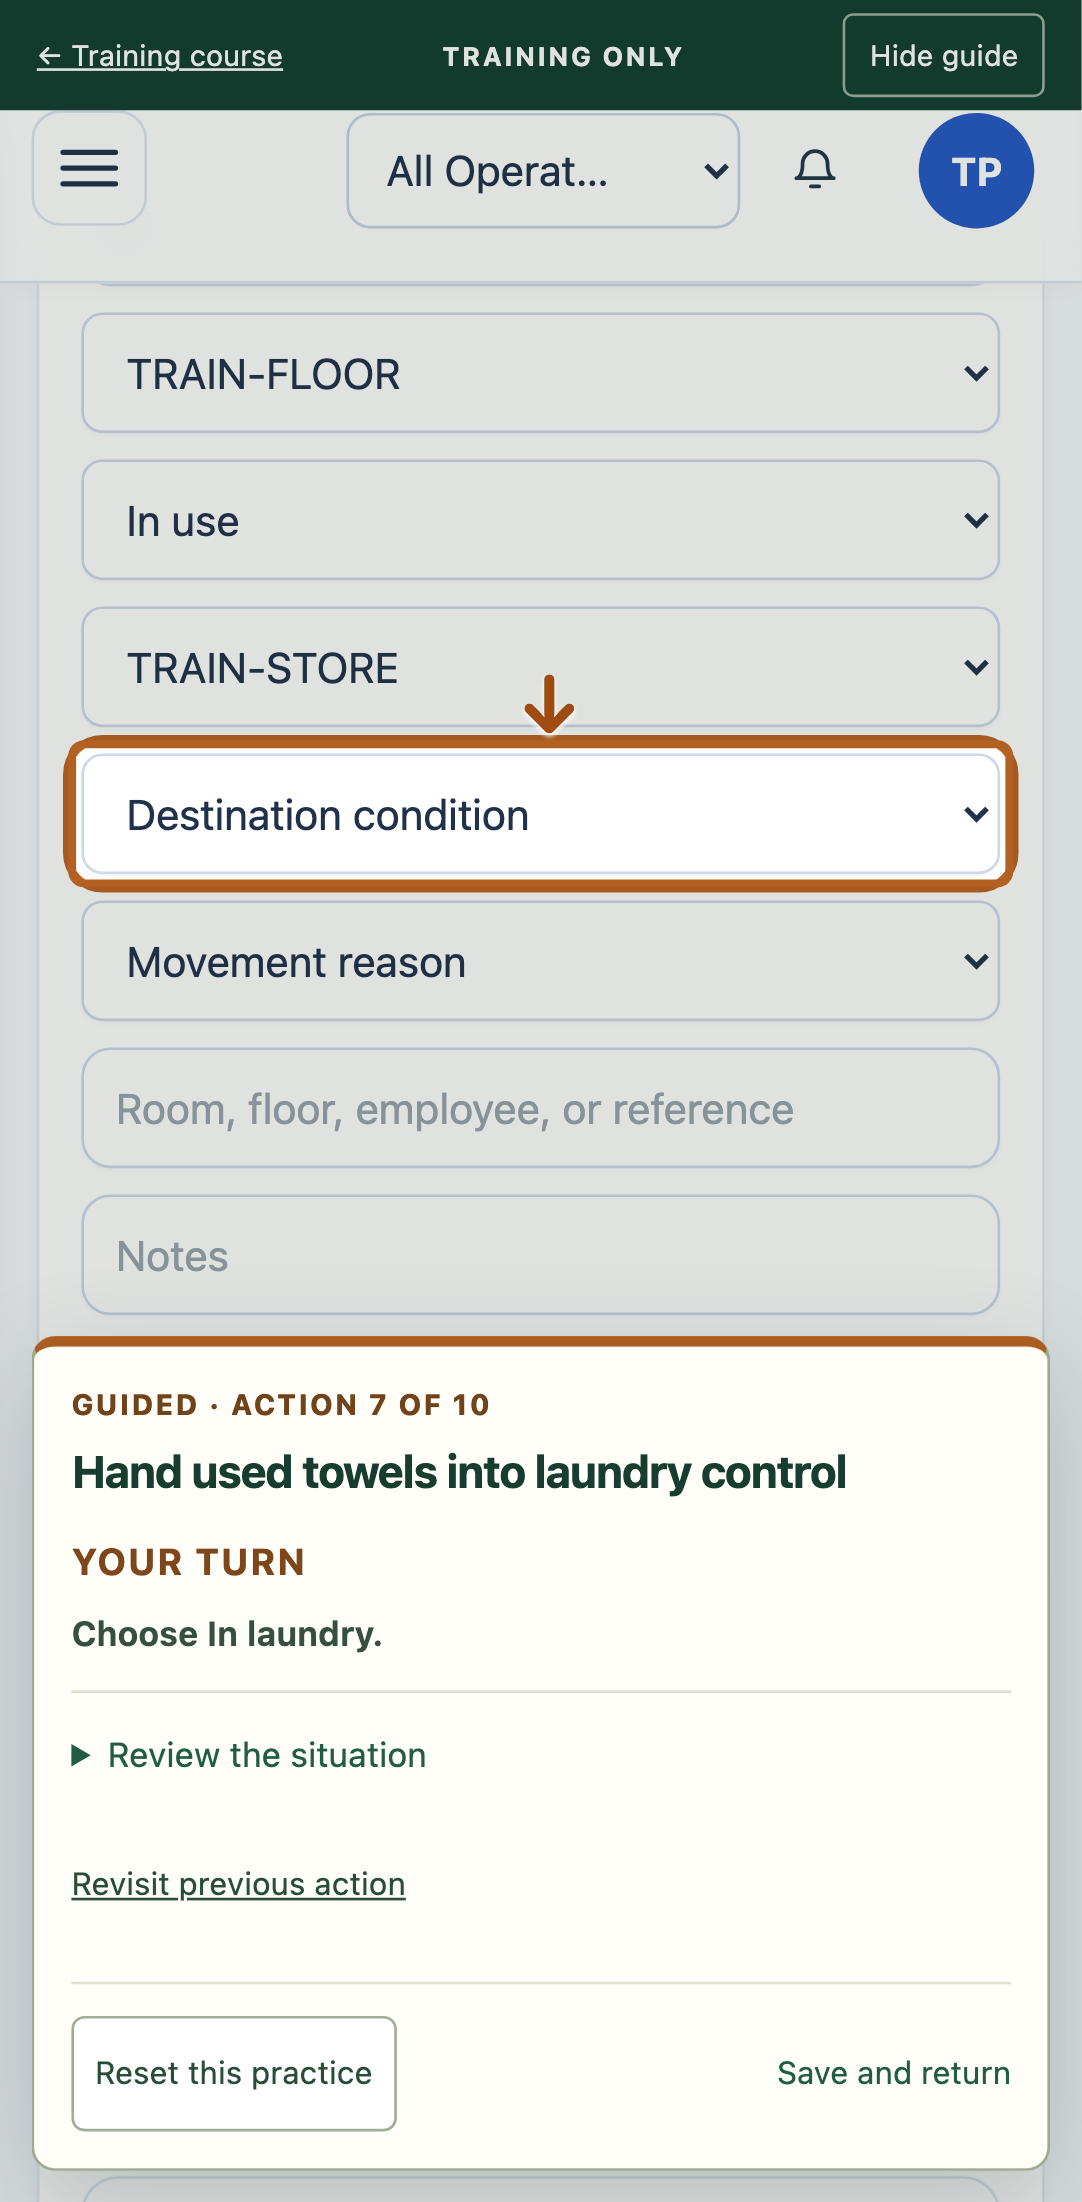 ← Training course
TRAINING ONLY
Hide guide
All Operat...
TP
TRAIN-FLOOR
In use
TRAIN-STORE
Destination condition
Movement reason
Room, floor, employee, or reference
Notes
GUIDED · ACTION 7 OF 10
Hand used towels into laundry control
YOUR TURN
Choose In laundry.
▶ Review the situation
Revisit previous action
Reset this practice
Save and return